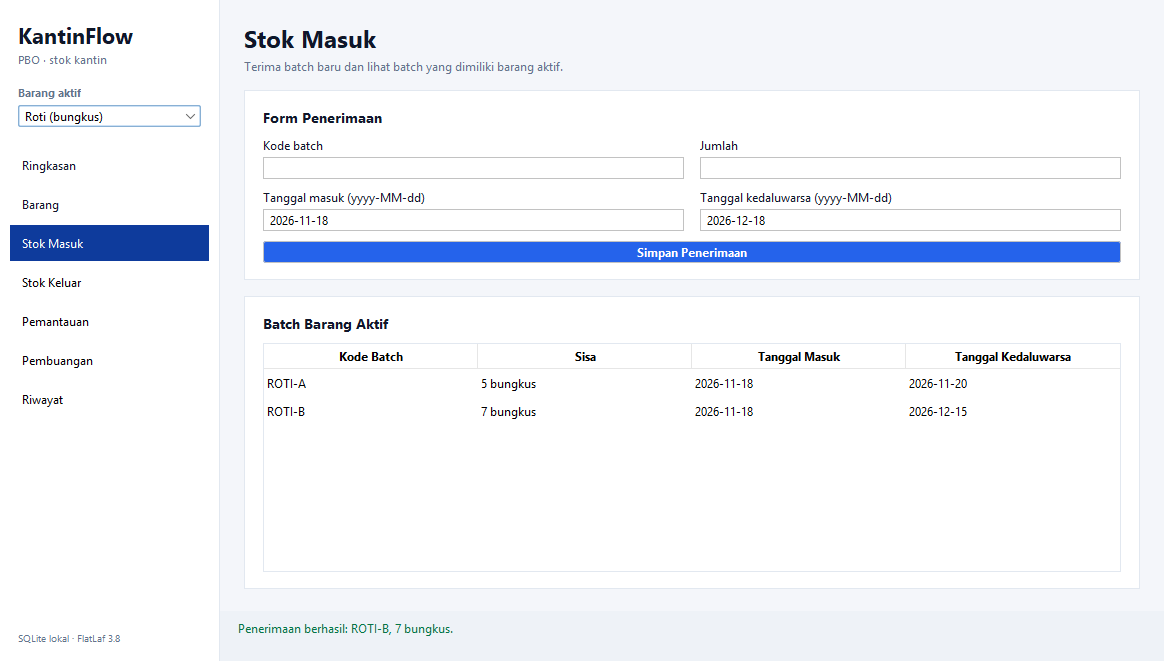 KantinFlow
PBO · stok kantin
Barang aktif
Roti (bungkus)
Ringkasan
Barang
Stok Masuk
Stok Keluar
Pemantauan
Pembuangan
Riwayat
SQLite lokal · FlatLaf 3.8
Stok Masuk
Terima batch baru dan lihat batch yang dimiliki barang aktif.
Form Penerimaan
Kode batch Jumlah
Tanggal masuk (yyyy-MM-dd) Tanggal kedaluwarsa (yyyy-MM-dd)
2026-11-18 2026-12-18
Simpan Penerimaan
Batch Barang Aktif
Kode Batch Sisa Tanggal Masuk Tanggal Kedaluwarsa
ROTI-A 5 bungkus 2026-11-18 2026-11-20
ROTI-B 7 bungkus 2026-11-18 2026-12-15
Penerimaan berhasil: ROTI-B, 7 bungkus.